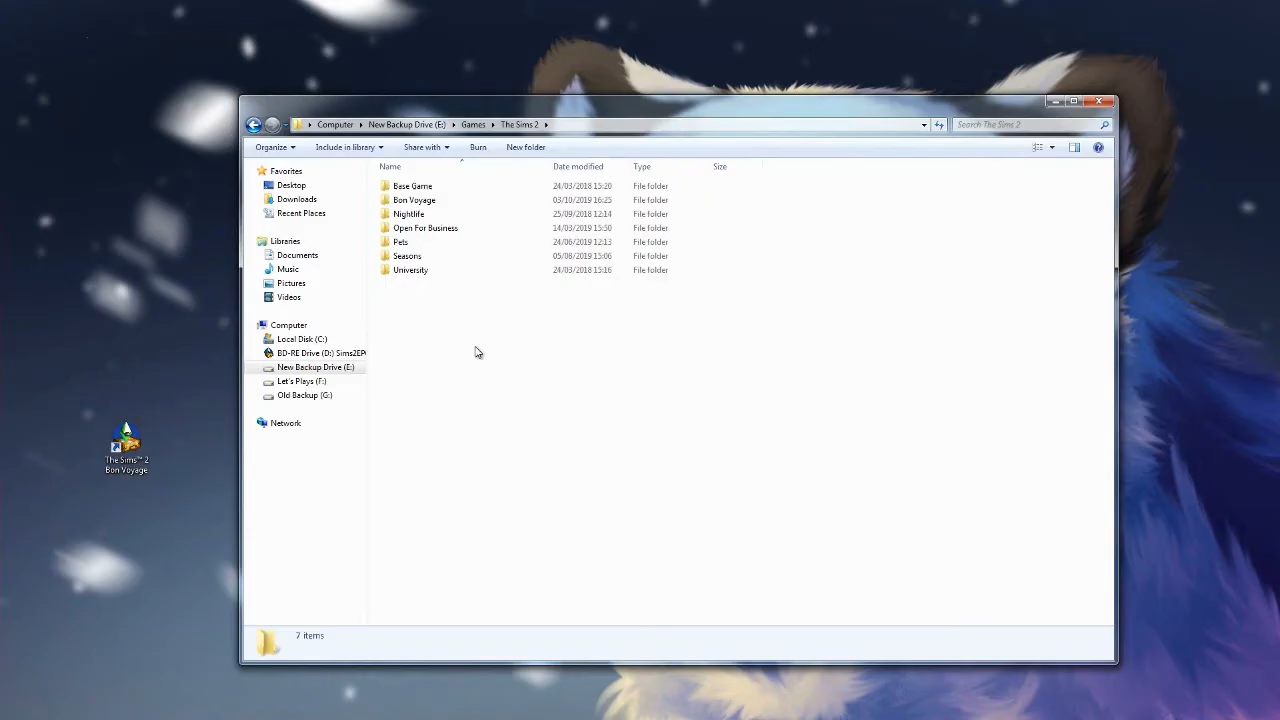 Computer New Backup Drive (E:) Games The Sims 2
Search The Sims 2
Organize Include in library Share with Burn New folder
Name Date modified Type Size
Favorites
Desktop
Downloads
Recent Places
Libraries
Documents
Music
Pictures
Videos
Computer
Local Disk (C:)
BD-RE Drive (D:) Sims2EP
New Backup Drive (E:)
Let's Plays (F:)
Old Backup (G:)
Network
Base Game 24/03/2018 15:20 File folder
Bon Voyage 03/10/2019 16:25 File folder
Nightlife 25/09/2018 12:14 File folder
Open For Business 14/03/2018 15:50 File folder
Pets 24/06/2019 12:13 File folder
Seasons 05/08/2019 15:06 File folder
University 24/03/2018 15:16 File folder
7 items
The Sims™ 2
Bon Voyage